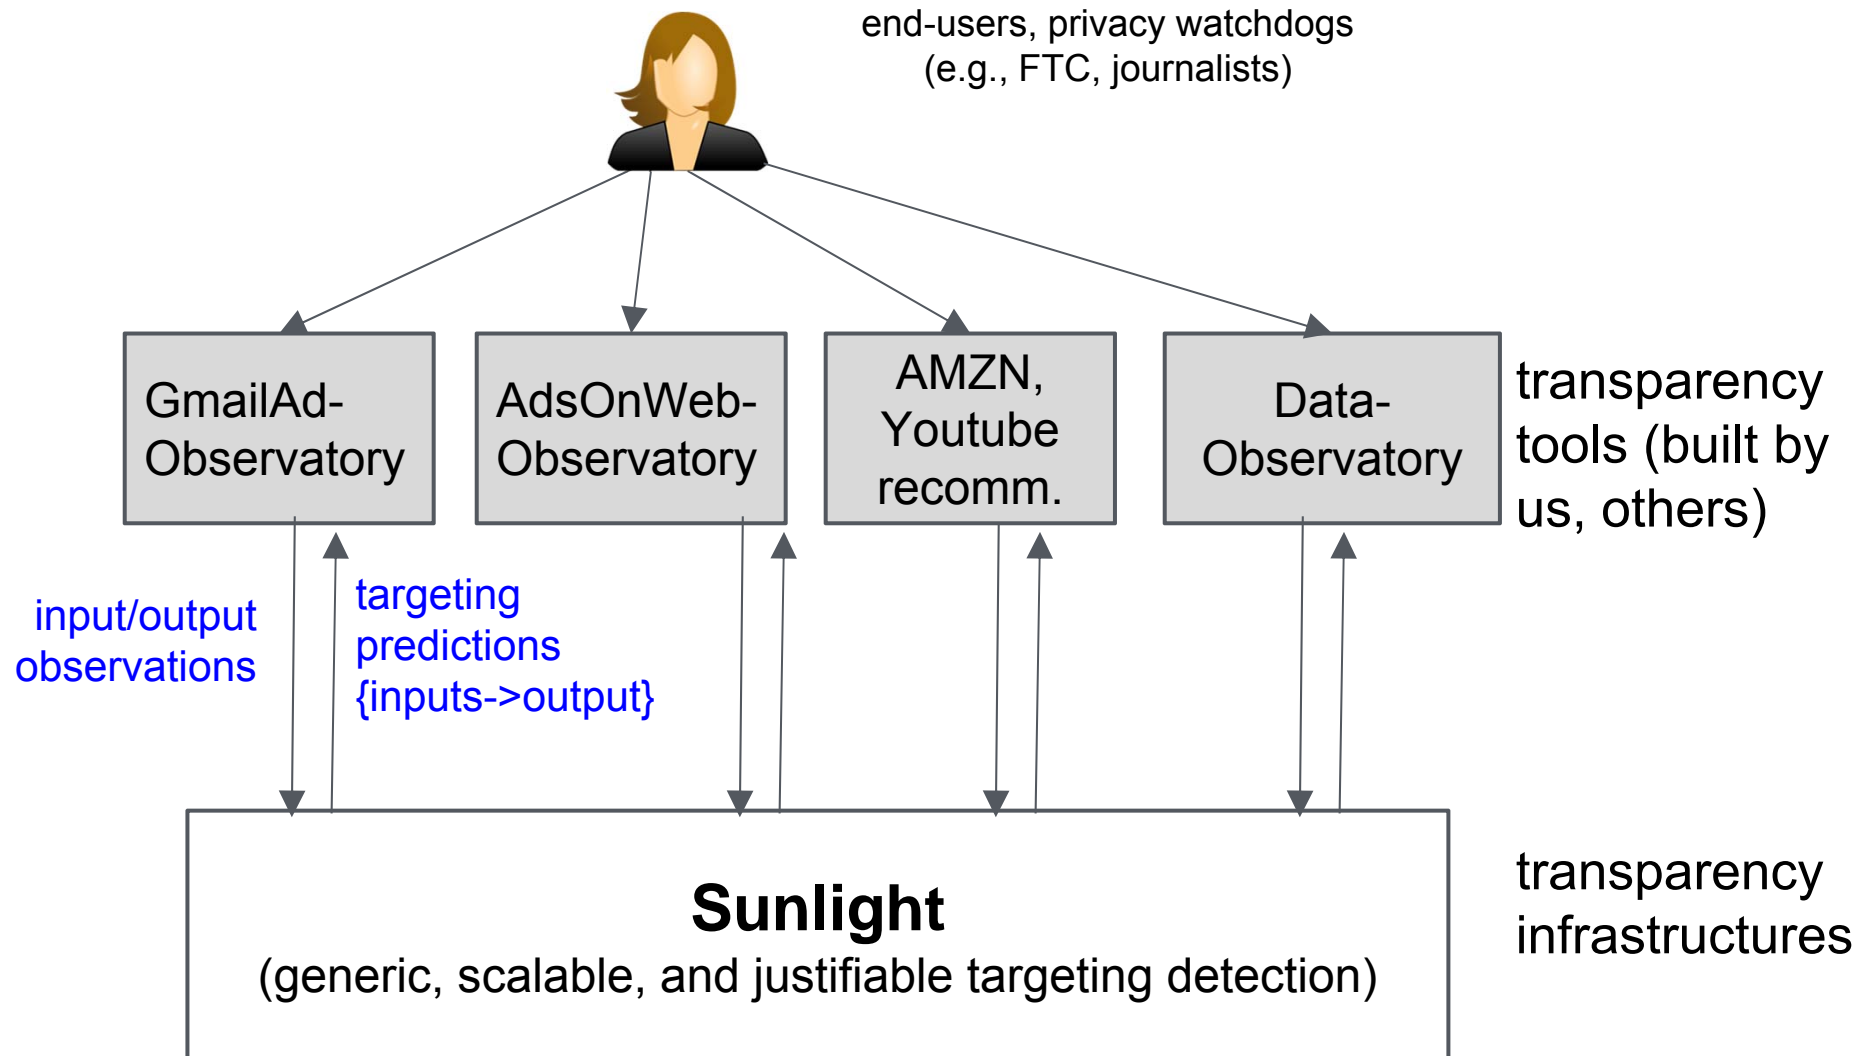 end-users, privacy watchdogs
(e.g., FTC, journalists)
GmailAd-
Observatory
AdsOnWeb-
Observatory
AMZN,
Youtube
recomm.
Data-
Observatory
transparency
tools (built by
us, others)
input/output
observations
targeting
predictions
{inputs->output}
Sunlight
(generic, scalable, and justifiable targeting detection)
transparency
infrastructures